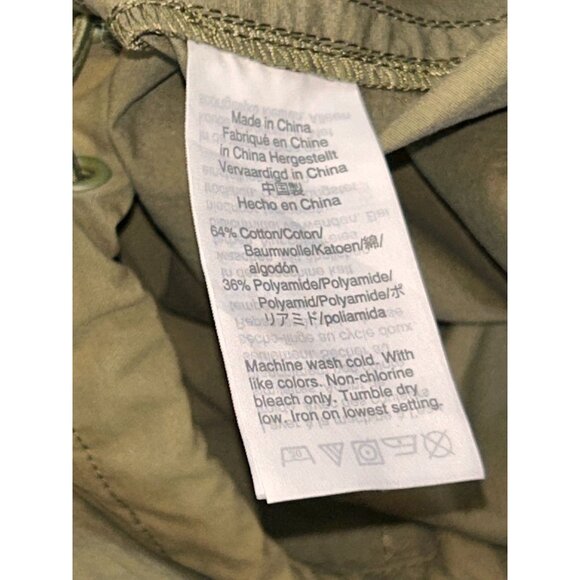 Made in China
Fabriqué en Chine
in China Hergestellt
Vervaardigd in China
中国製
Hecho en China
64% Cotton/Coton/
Baumwolle/Katoen/綿/
algodón
36% Polyamide/Polyamide/
Polyamid/Polyamide/ポ
リアミド/poliamida
Machine wash cold. With
like colors. Non-chlorine
bleach only. Tumble dry
low. Iron on lowest setting.